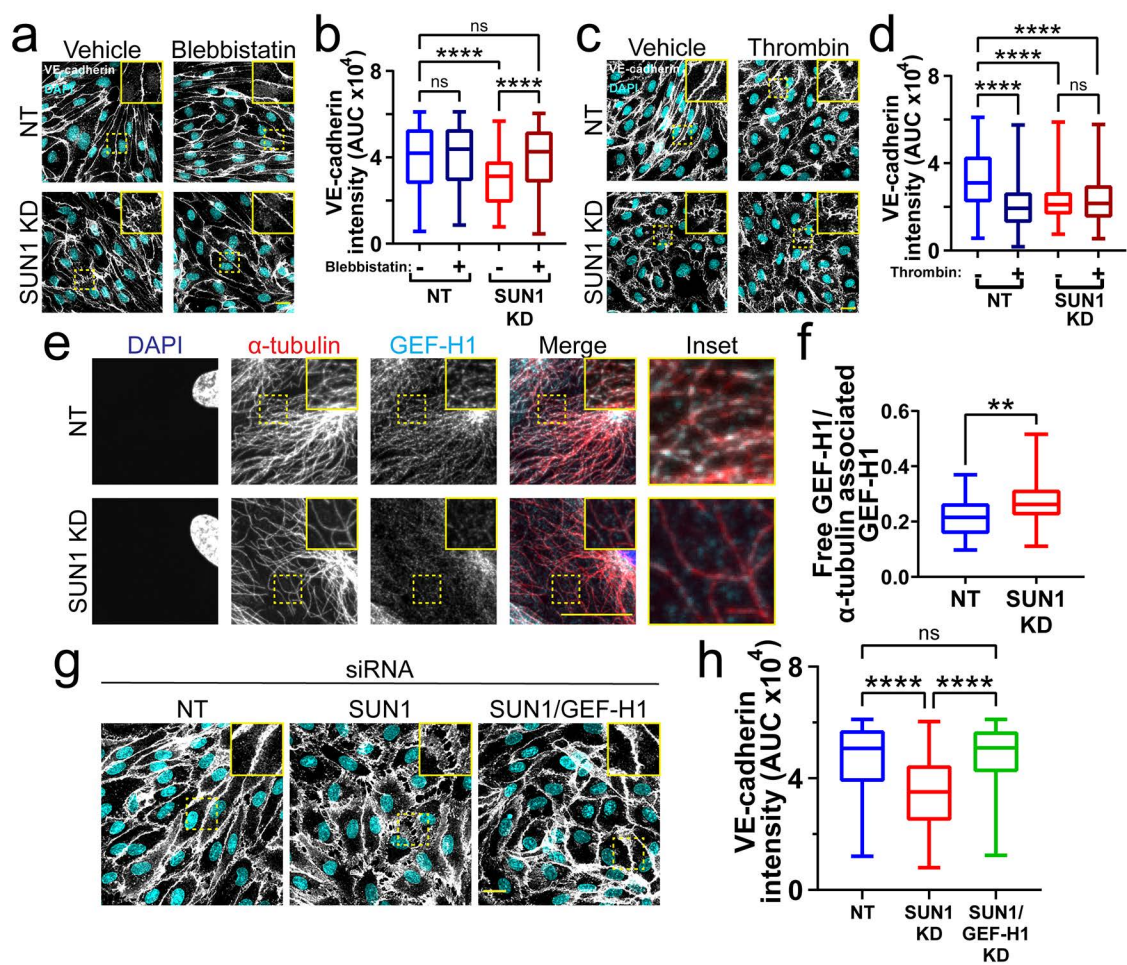 a
Vehicle Blebbistatin
VE-cadherin
DAPI
NT
SUN1 KD
b
ns
****
ns
****
VE-cadherin
intensity (AUC x10⁴)
8
4
0
Blebbistatin: - + - +
NT SUN1
KD
c
Vehicle Thrombin
VE-cadherin
DAPI
NT
SUN1 KD
d
****
****
****
ns
VE-cadherin
intensity (AUC x10⁴)
8
4
0
Thrombin: - + - +
NT SUN1
KD
e
DAPI α-tubulin GEF-H1 Merge Inset
NT
SUN1 KD
f
**
Free GEF-H1/
α-tubulin associated
GEF-H1
0.6
0.4
0.2
0.0
NT SUN1
KD
g
siRNA
NT SUN1 SUN1/GEF-H1
h
ns
**** ****
VE-cadherin
intensity (AUC x10⁴)
8
4
0
NT SUN1
KD
SUN1/
GEF-H1
KD